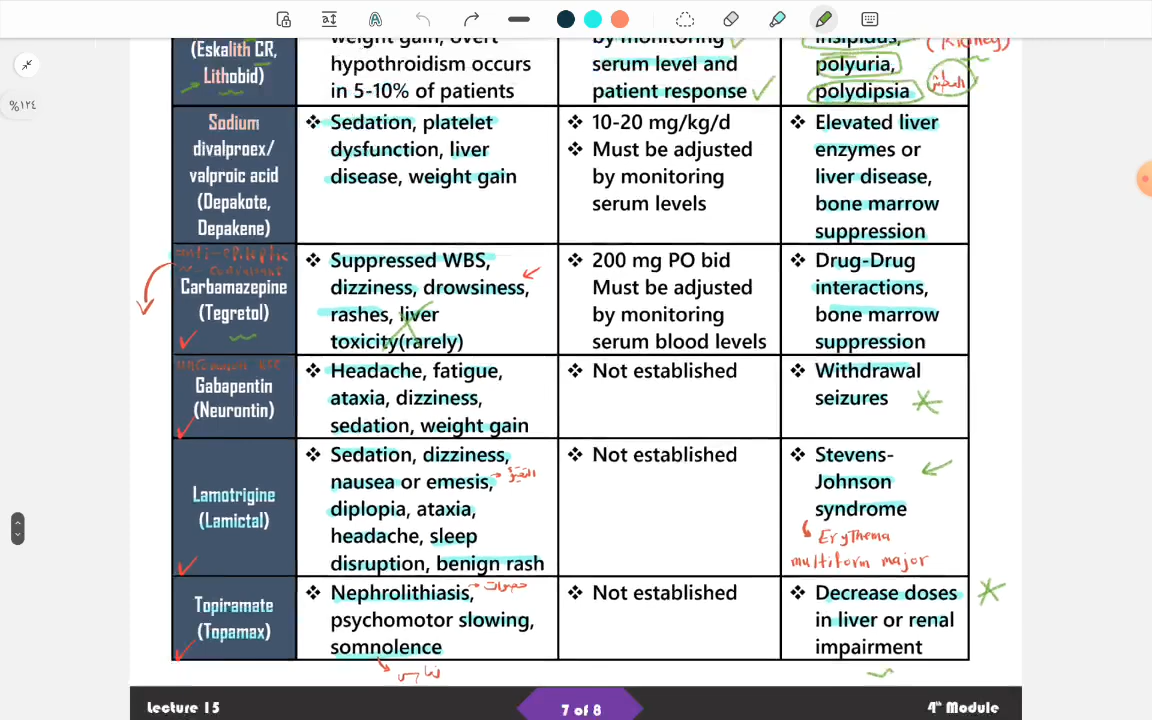 %١٢٤
(Eskalith CR,
Lithobid)
weight gain, overt
hypothroidism occurs
in 5-10% of patients
by monitoring
serum level and
patient response
insipidus,
polyuria,
polydipsia
(Kidney)
العطش
Sodium
divalproex/
valproic acid
(Depakote,
Depakene)
❖ Sedation, platelet
dysfunction, liver
disease, weight gain
❖ 10-20 mg/kg/d
❖ Must be adjusted
by monitoring
serum levels
❖ Elevated liver
enzymes or
liver disease,
bone marrow
suppression
anti-epileptic
Carbamazepine
(Tegretol)
❖ Suppressed WBS,
dizziness, drowsiness,
rashes, liver
toxicity(rarely)
❖ 200 mg PO bid
Must be adjusted
by monitoring
serum blood levels
❖ Drug-Drug
interactions,
bone marrow
suppression
Gabapentin
(Neurontin)
❖ Headache, fatigue,
ataxia, dizziness,
sedation, weight gain
❖ Not established
❖ Withdrawal
seizures
Lamotrigine
(Lamictal)
❖ Sedation, dizziness,
nausea or emesis,
diplopia, ataxia,
headache, sleep
disruption, benign rash
❖ Not established
❖ Stevens-
Johnson
syndrome
Erythema
multiform major
Topiramate
(Topamax)
❖ Nephrolithiasis,
psychomotor slowing,
somnolence
❖ Not established
❖ Decrease doses
in liver or renal
impairment
Lecture 15
7 of 8
4th Module